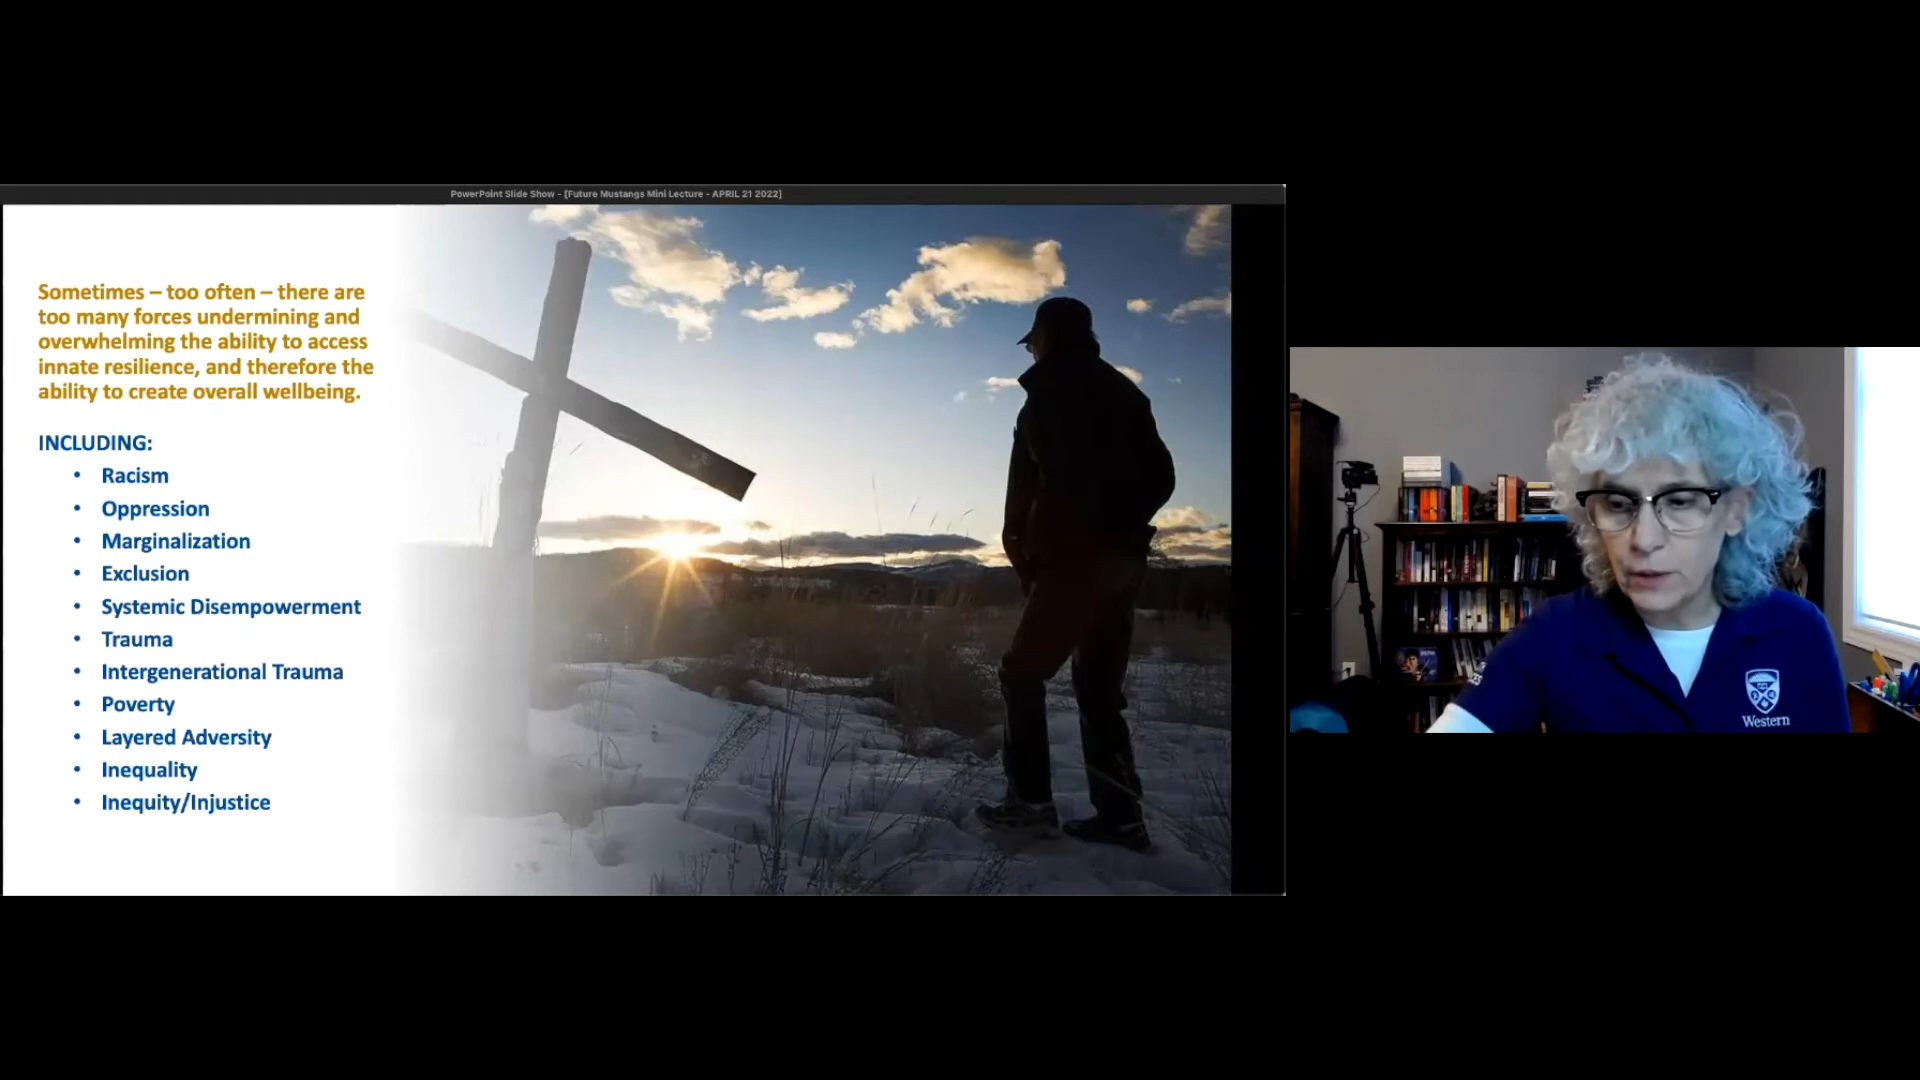 PowerPoint Slide Show - [Future Mustangs Mini Lecture - APRIL 21 2022]
Sometimes – too often – there are
too many forces undermining and
overwhelming the ability to access
innate resilience, and therefore the
ability to create overall wellbeing.
INCLUDING:
• Racism
• Oppression
• Marginalization
• Exclusion
• Systemic Disempowerment
• Trauma
• Intergenerational Trauma
• Poverty
• Layered Adversity
• Inequality
• Inequity/Injustice
Western